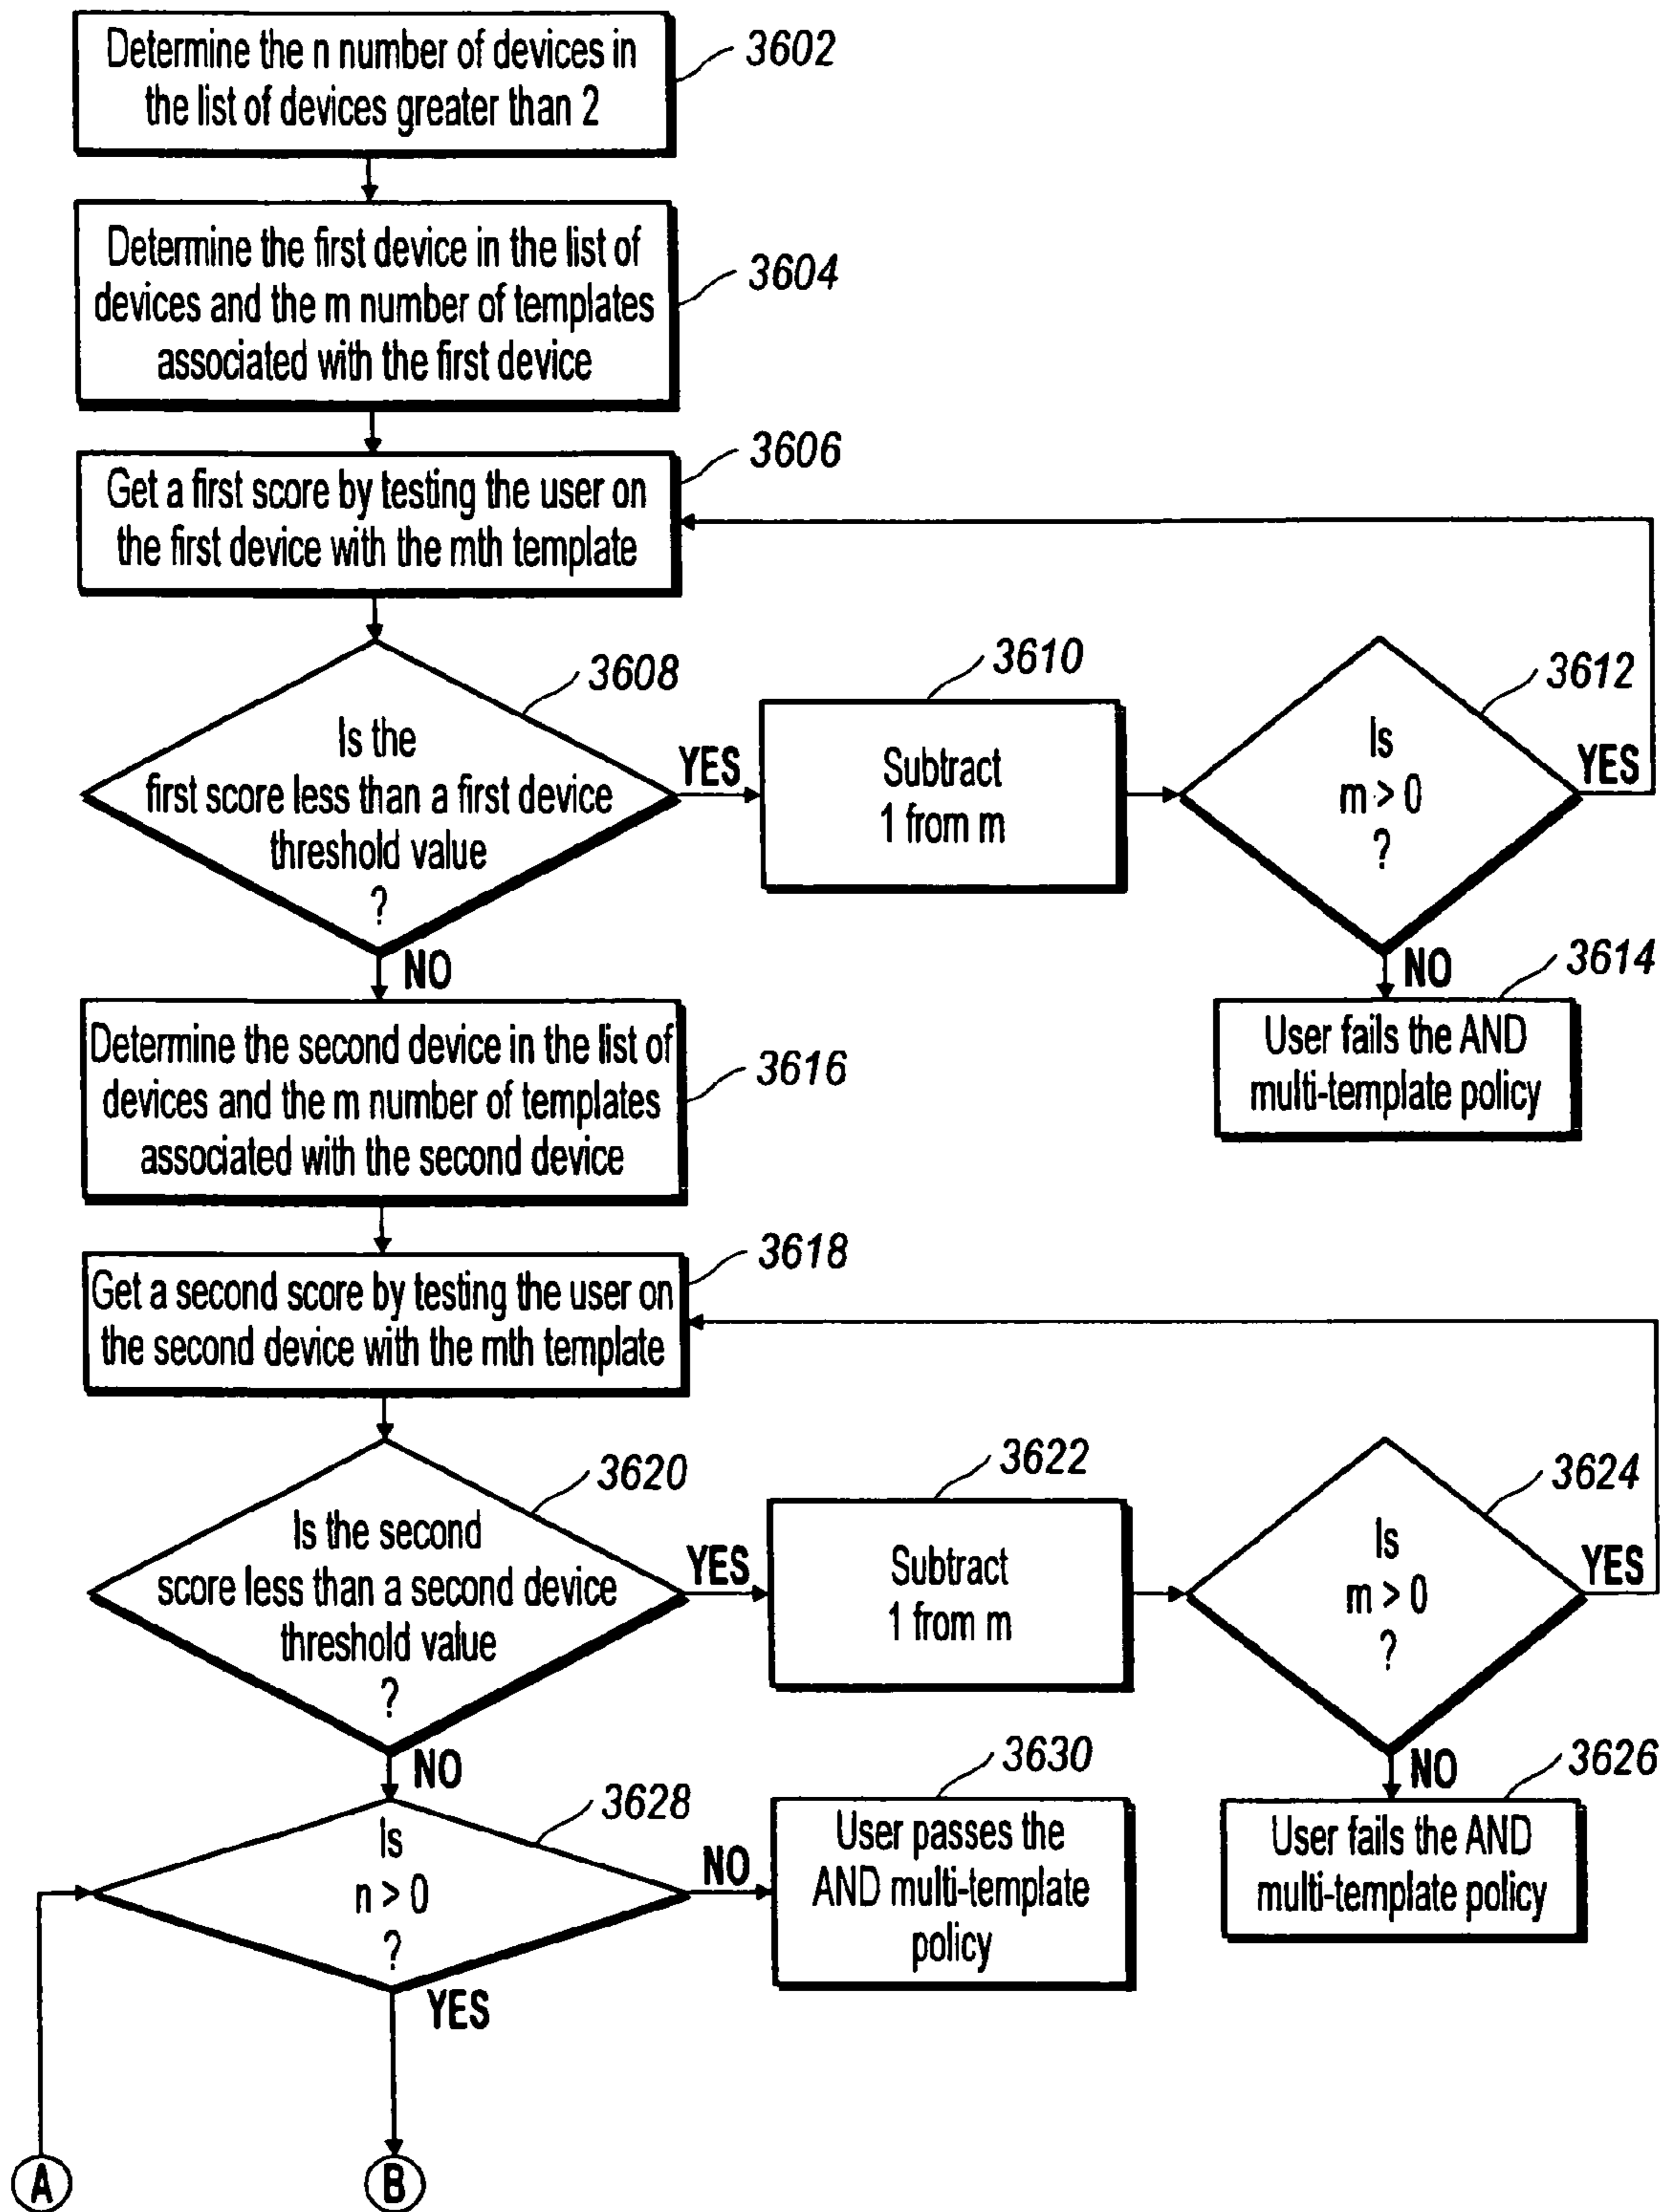 Determine the n number of devices in
the list of devices greater than 2
3602
Determine the first device in the list of
devices and the m number of templates
associated with the first device
3604
Get a first score by testing the user on
the first device with the mth template
3606
Is the
first score less than a first device
threshold value
?
3608
YES
NO
Subtract
1 from m
3610
Is
m > 0
?
3612
YES
NO
User fails the AND
multi-template policy
3614
Determine the second device in the list of
devices and the m number of templates
associated with the second device
3616
Get a second score by testing the user on
the second device with the mth template
3618
Is the second
score less than a second device
threshold value
?
3620
YES
NO
Subtract
1 from m
3622
Is
m > 0
?
3624
YES
NO
User fails the AND
multi-template policy
3626
Is
n > 0
?
3628
NO
YES
User passes the
AND multi-template
policy
3630
A
B